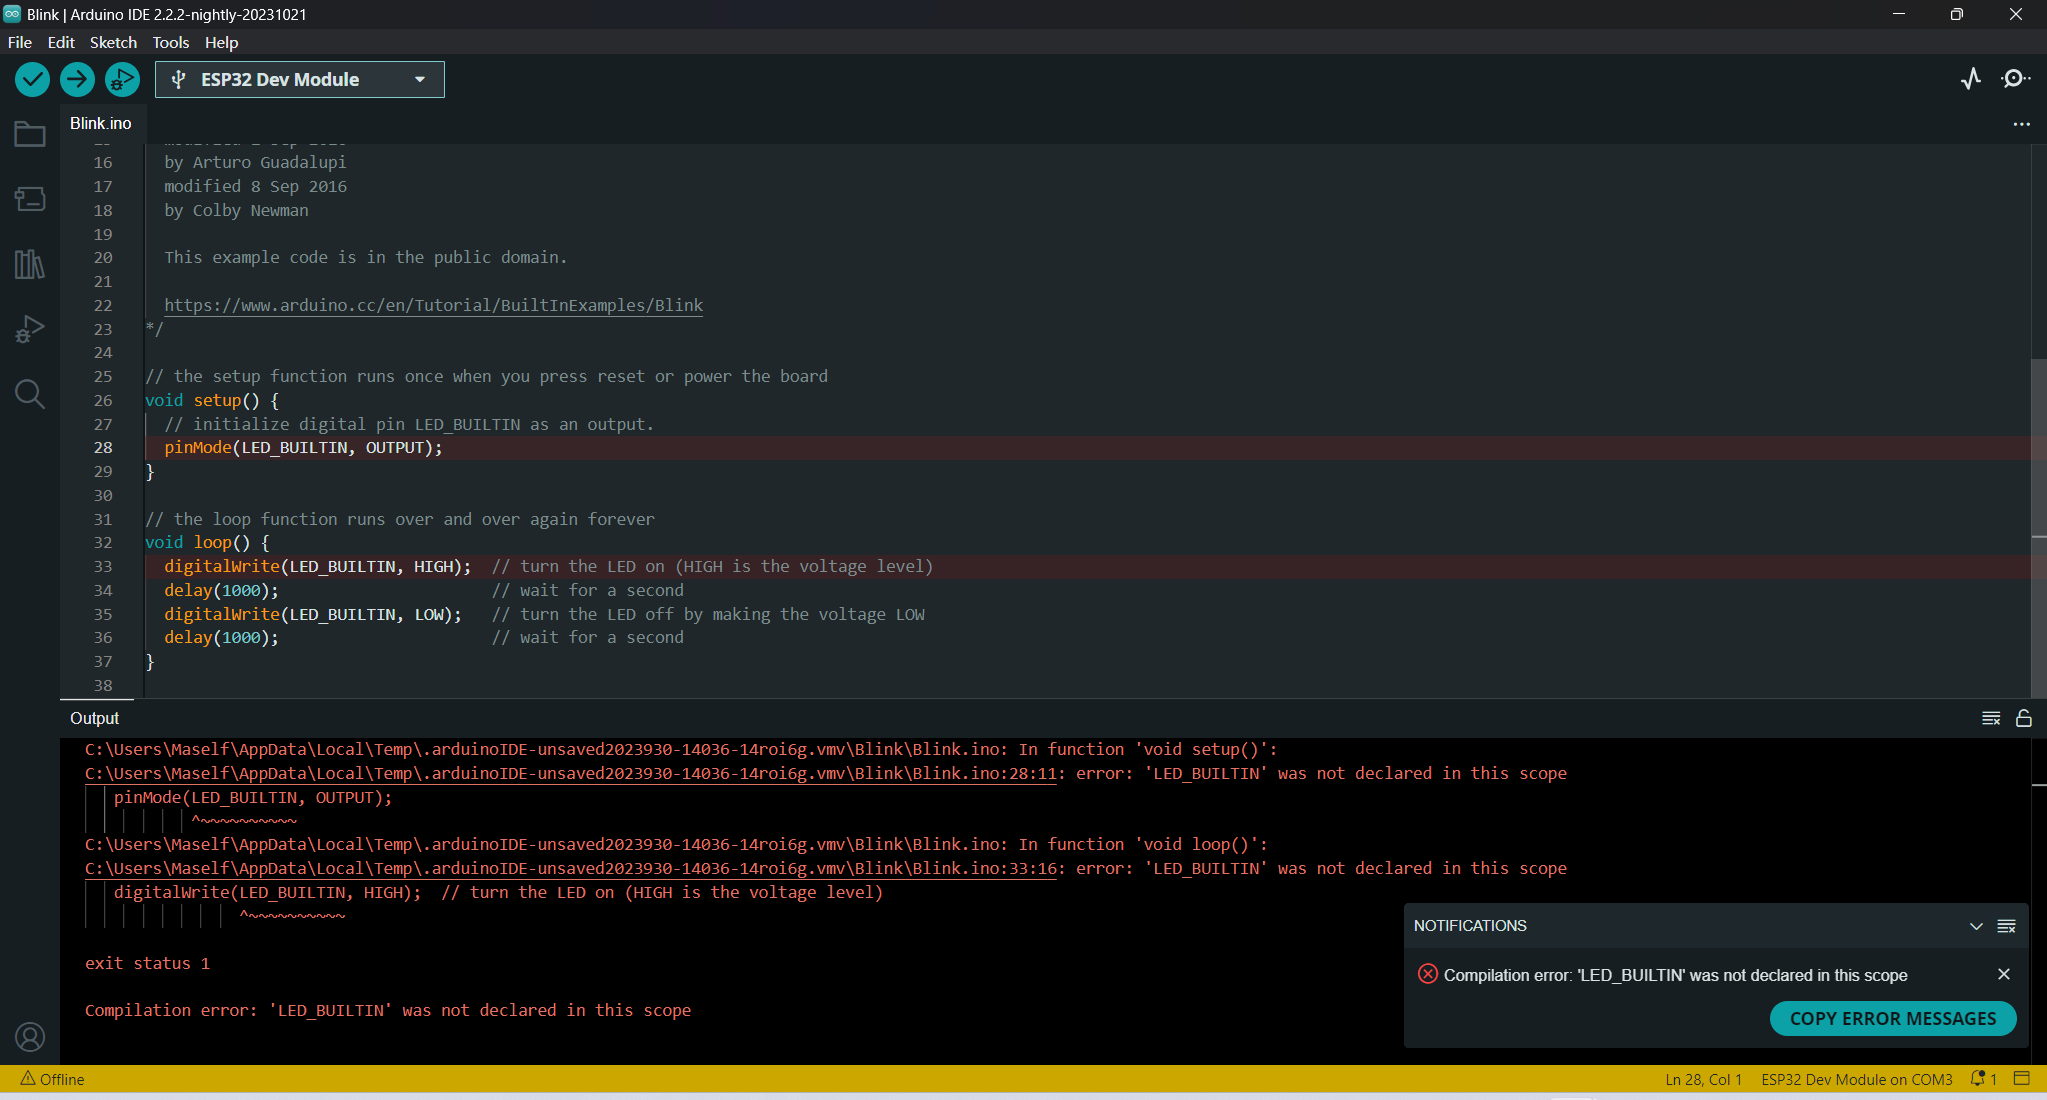 Blink | Arduino IDE 2.2.2-nightly-20231021
File Edit Sketch Tools Help
ESP32 Dev Module
Blink.ino
16 by Arturo Guadalupi
17 modified 8 Sep 2016
18 by Colby Newman
19
20 This example code is in the public domain.
21
22 https://www.arduino.cc/en/Tutorial/BuiltInExamples/Blink
23 */
24
25 // the setup function runs once when you press reset or power the board
26 void setup() {
27 // initialize digital pin LED_BUILTIN as an output.
28 pinMode(LED_BUILTIN, OUTPUT);
29 }
30
31 // the loop function runs over and over again forever
32 void loop() {
33 digitalWrite(LED_BUILTIN, HIGH); // turn the LED on (HIGH is the voltage level)
34 delay(1000); // wait for a second
35 digitalWrite(LED_BUILTIN, LOW); // turn the LED off by making the voltage LOW
36 delay(1000); // wait for a second
37 }
38
Output
C:\Users\Maself\AppData\Local\Temp\.arduinoIDE-unsaved2023930-14036-14roi6g.vmv\Blink\Blink.ino: In function 'void setup()':
C:\Users\Maself\AppData\Local\Temp\.arduinoIDE-unsaved2023930-14036-14roi6g.vmv\Blink\Blink.ino:28:11: error: 'LED_BUILTIN' was not declared in this scope
pinMode(LED_BUILTIN, OUTPUT);
^~~~~~~~~~~
C:\Users\Maself\AppData\Local\Temp\.arduinoIDE-unsaved2023930-14036-14roi6g.vmv\Blink\Blink.ino: In function 'void loop()':
C:\Users\Maself\AppData\Local\Temp\.arduinoIDE-unsaved2023930-14036-14roi6g.vmv\Blink\Blink.ino:33:16: error: 'LED_BUILTIN' was not declared in this scope
digitalWrite(LED_BUILTIN, HIGH); // turn the LED on (HIGH is the voltage level)
^~~~~~~~~~~
exit status 1
Compilation error: 'LED_BUILTIN' was not declared in this scope
NOTIFICATIONS
Compilation error: 'LED_BUILTIN' was not declared in this scope
COPY ERROR MESSAGES
Offline
Ln 28, Col 1 ESP32 Dev Module on COM3 1